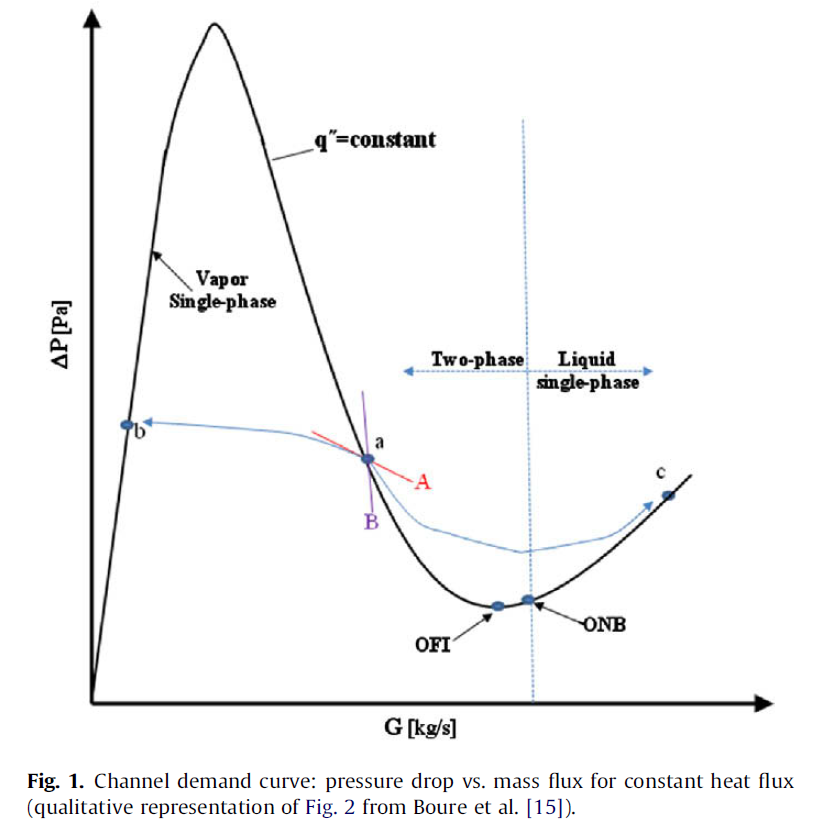 q″=constant
Vapor
Single-phase
ΔP [Pa]
Two-phase
Liquid
single-phase
b
a
c
A
B
OFI
ONB
G [kg/s]
Fig. 1. Channel demand curve: pressure drop vs. mass flux for constant heat flux
(qualitative representation of Fig. 2 from Boure et al. [15]).